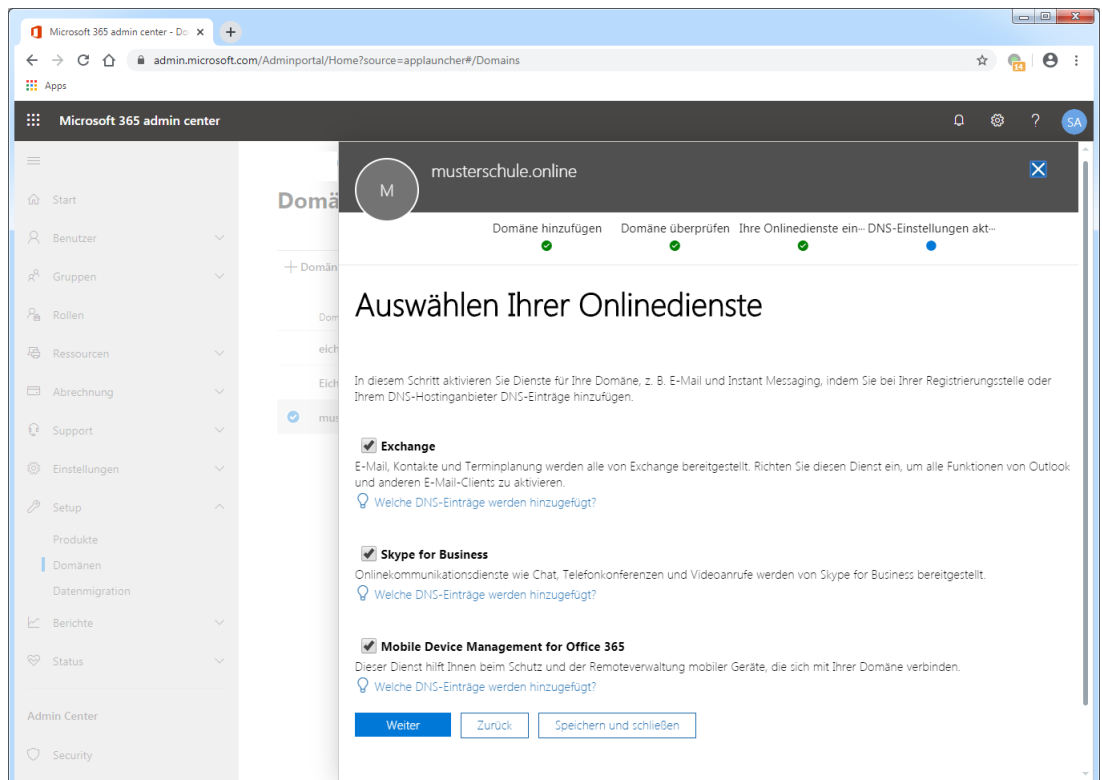 Microsoft 365 admin center - Do
admin.microsoft.com/Adminportal/Home?source=applauncher#/Domains
14
Apps
Microsoft 365 admin center
SA
Start
Benutzer
Gruppen
Rollen
Ressourcen
Abrechnung
Support
Einstellungen
Setup
Produkte
Domänen
Datenmigration
Berichte
Status
Admin Center
Security
Domä
Domän
Dom
eich
Eich
mus
M
musterschule.online
Domäne hinzufügen
Domäne überprüfen
Ihre Onlinedienste ein...
DNS-Einstellungen akt...
Auswählen Ihrer Onlinedienste
In diesem Schritt aktivieren Sie Dienste für Ihre Domäne, z. B. E-Mail und Instant Messaging, indem Sie bei Ihrer Registrierungsstelle oder
Ihrem DNS-Hostinganbieter DNS-Einträge hinzufügen.
Exchange
E-Mail, Kontakte und Terminplanung werden alle von Exchange bereitgestellt. Richten Sie diesen Dienst ein, um alle Funktionen von Outlook
und anderen E-Mail-Clients zu aktivieren.
Welche DNS-Einträge werden hinzugefügt?
Skype for Business
Onlinekommunikationsdienste wie Chat, Telefonkonferenzen und Videoanrufe werden von Skype for Business bereitgestellt.
Welche DNS-Einträge werden hinzugefügt?
Mobile Device Management for Office 365
Dieser Dienst hilft Ihnen beim Schutz und der Remoteverwaltung mobiler Geräte, die sich mit Ihrer Domäne verbinden.
Welche DNS-Einträge werden hinzugefügt?
Weiter
Zurück
Speichern und schließen